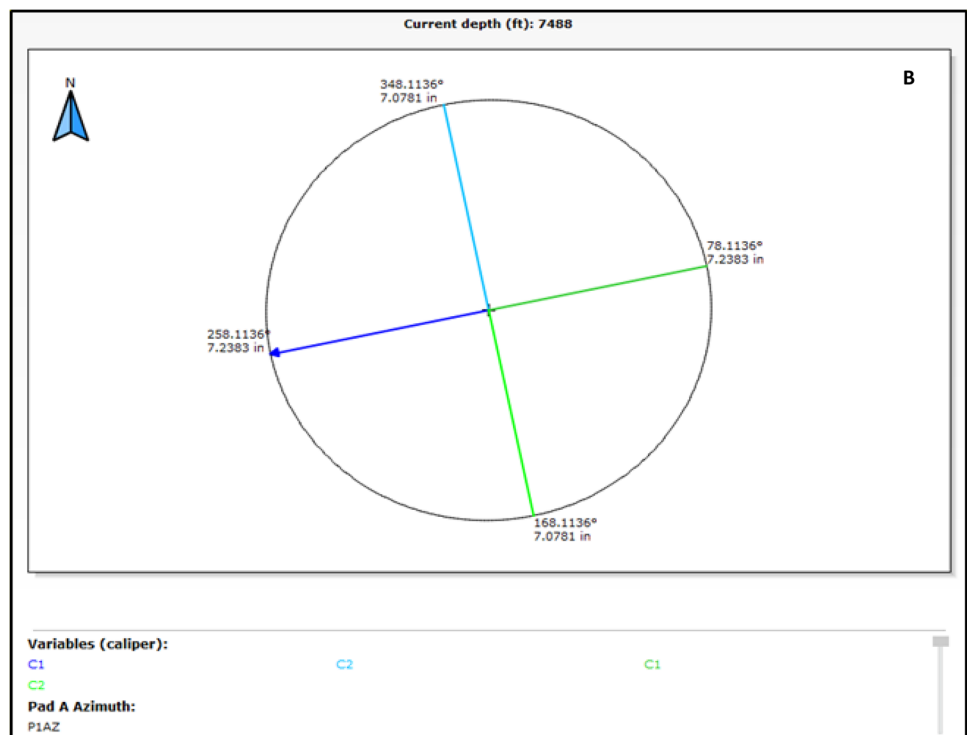 Current depth (ft): 7488
B
N
348.1136°
7.0781 in
78.1136°
7.2383 in
258.1136°
7.2383 in
168.1136°
7.0781 in
Variables (caliper):
C1 C2 C1
C2
Pad A Azimuth:
P1AZ